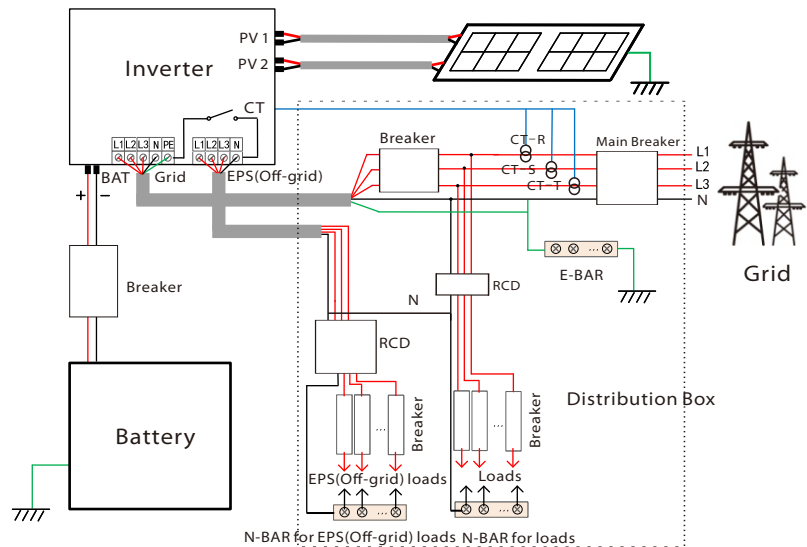 PV 1
Inverter
PV 2
CT
L1 L2 L3 N PE
L1 L2 L3 N
BAT
Grid
EPS(Off-grid)
+
−
Breaker
CT-R
CT-S
CT-T
Main Breaker
L1
L2
L3
N
E-BAR
Grid
Breaker
N
RCD
RCD
Breaker
Breaker
...
...
...
Distribution Box
Battery
EPS(Off-grid) loads
Loads
...
...
N-BAR for EPS(Off-grid) loads
N-BAR for loads